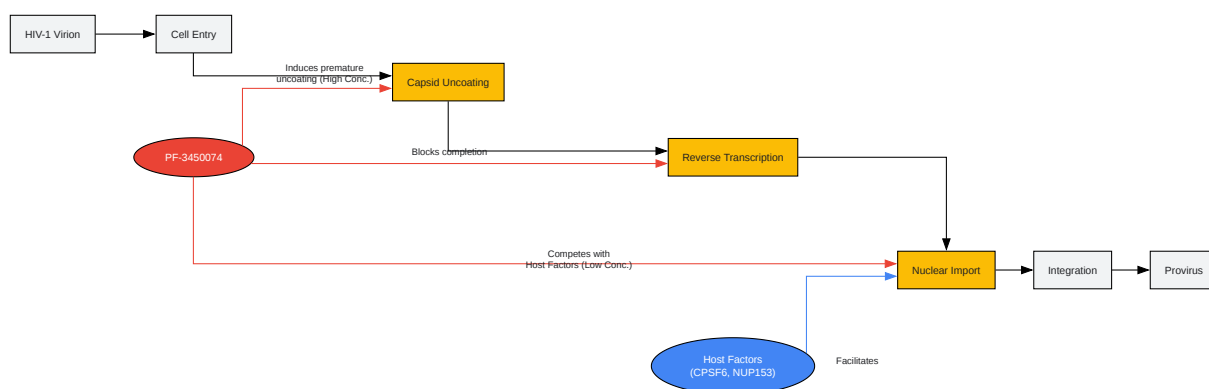 HIV-1 Virion
Cell Entry
Induces premature
uncoating (High Conc.)
Capsid Uncoating
PF-3450074
Blocks completion
Reverse Transcription
Competes with
Host Factors (Low Conc.)
Nuclear Import
Integration
Provirus
Host Factors
(CPSF6, NUP153)
Facilitates